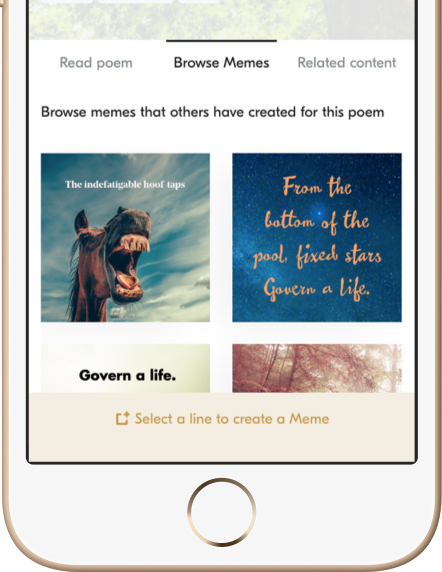 Read poem
Browse Memes
Related content
Browse memes that others have created for this poem
The indefatigable hoof taps
From the
bottom of the
pool, fixed stars
Govern a life.
Govern a life.
Select a line to create a Meme